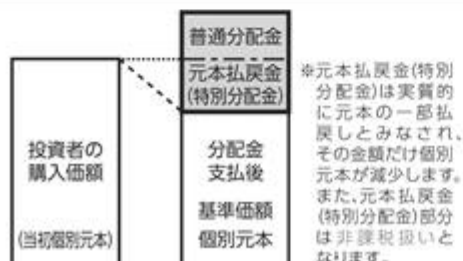 普通分配金
元本払戻金
(特別分配金)
投資者の
購入価額
(当初個別元本)
分配金
支払後
基準価額
個別元本
※元本払戻金(特別
分配金)は実質的
に元本の一部払
戻しとみなされ、
その金額だけ個別
元本が減少します。
また、元本払戻金
(特別分配金)部分
は非課税扱いと
なります。